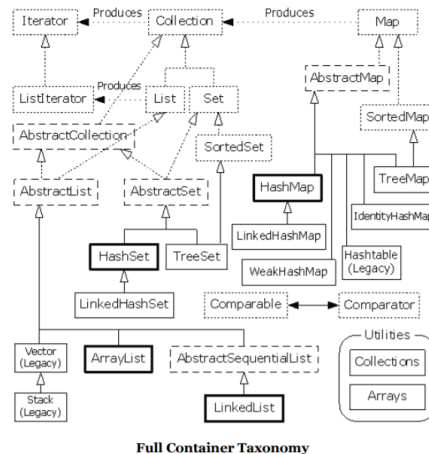 Iterator
Produces
Collection
Produces
Map
AbstractMap
ListIterator
Produces
List
Set
SortedMap
AbstractCollection
SortedSet
AbstractList
AbstractSet
HashMap
TreeMap
IdentityHashMap
LinkedHashMap
HashSet
TreeSet
Hashtable
(Legacy)
WeakHashMap
LinkedHashSet
Comparable
Comparator
Utilities
Vector
(Legacy)
ArrayList
AbstractSequentialList
Collections
Stack
(Legacy)
LinkedList
Arrays
Full Container Taxonomy